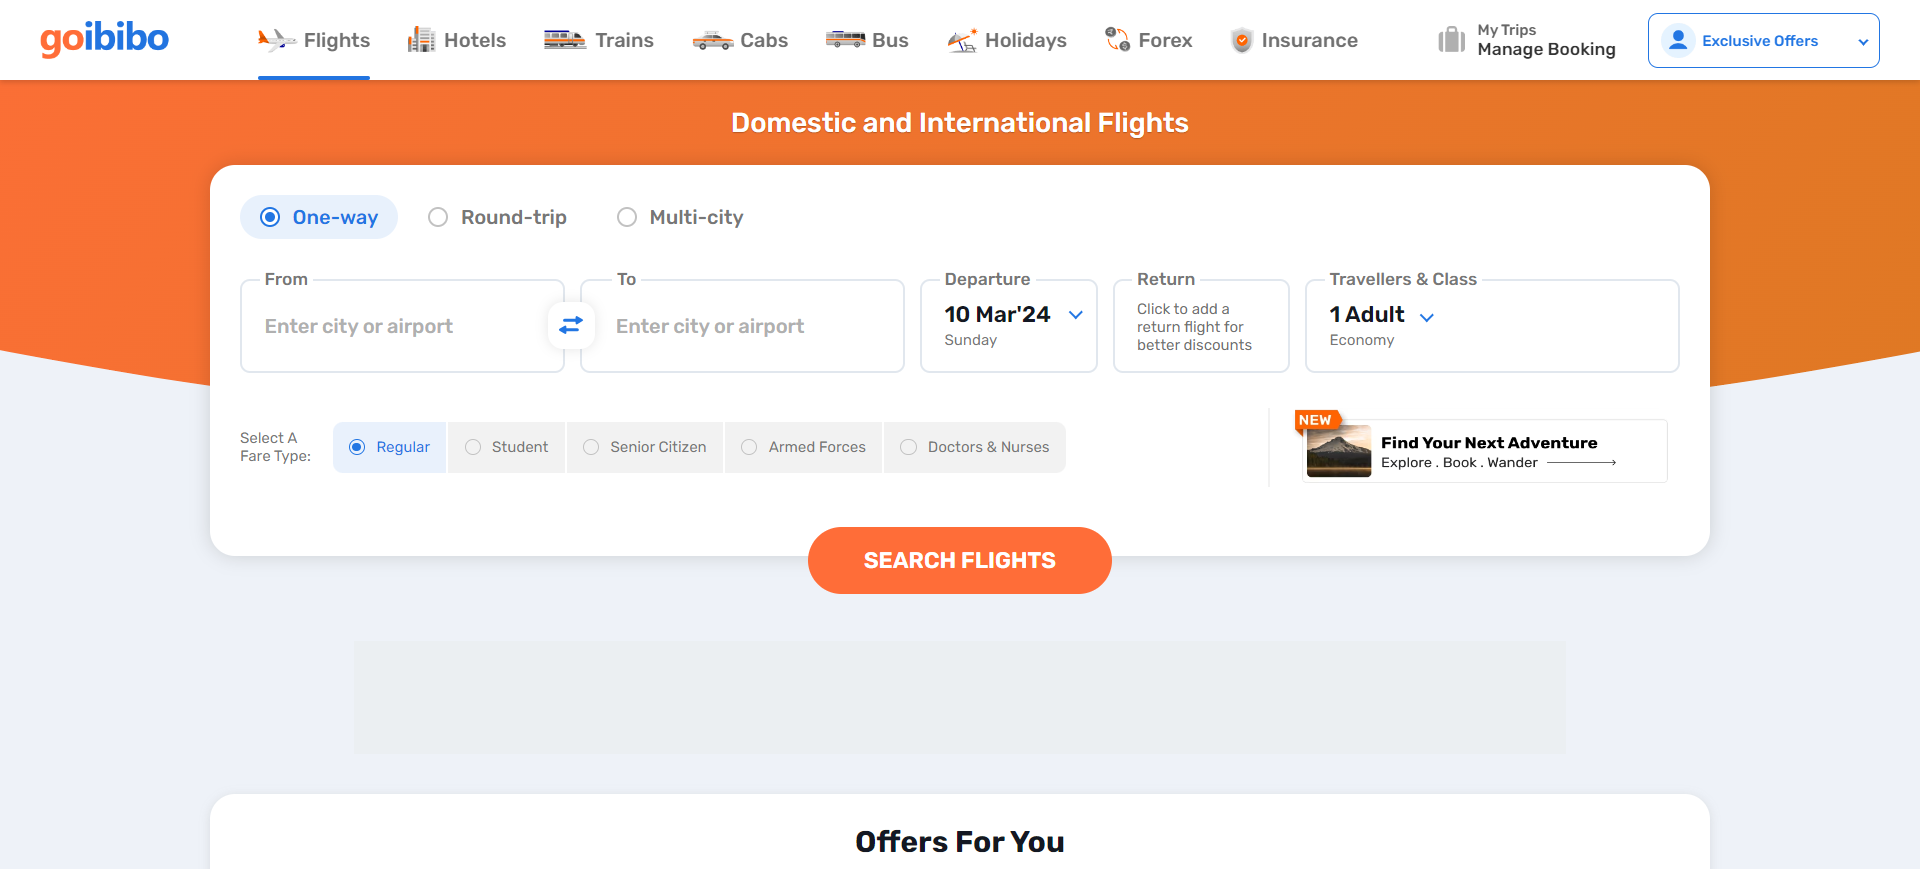 goibibo
Flights
Hotels
Trains
Cabs
Bus
Holidays
Forex
Insurance
My Trips
Manage Booking
Exclusive Offers
Domestic and International Flights
One-way
Round-trip
Multi-city
From
Enter city or airport
To
Enter city or airport
Departure
10 Mar'24
Sunday
Return
Click to add a
return flight for
better discounts
Travellers & Class
1 Adult
Economy
Select A
Fare Type:
Regular
Student
Senior Citizen
Armed Forces
Doctors & Nurses
NEW
Find Your Next Adventure
Explore . Book . Wander
SEARCH FLIGHTS
Offers For You